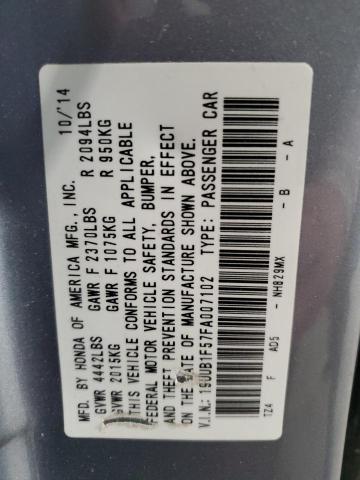 MFD. BY HONDA OF AMERICA MFG., INC. 10/'14
GVWR 4442LBS GAWR F 2370LBS R 2094LBS
GVWR 2015KG GAWR F 1075KG R 950KG
THIS VEHICLE CONFORMS TO ALL APPLICABLE
FEDERAL MOTOR VEHICLE SAFETY, BUMPER,
AND THEFT PREVENTION STANDARDS IN EFFECT
ON THE DATE OF MANUFACTURE SHOWN ABOVE.
V.I.N.: 19UUB1F57FA007102 TYPE: PASSENGER CAR
TZ4 F AD5 - NH829MX - B - A